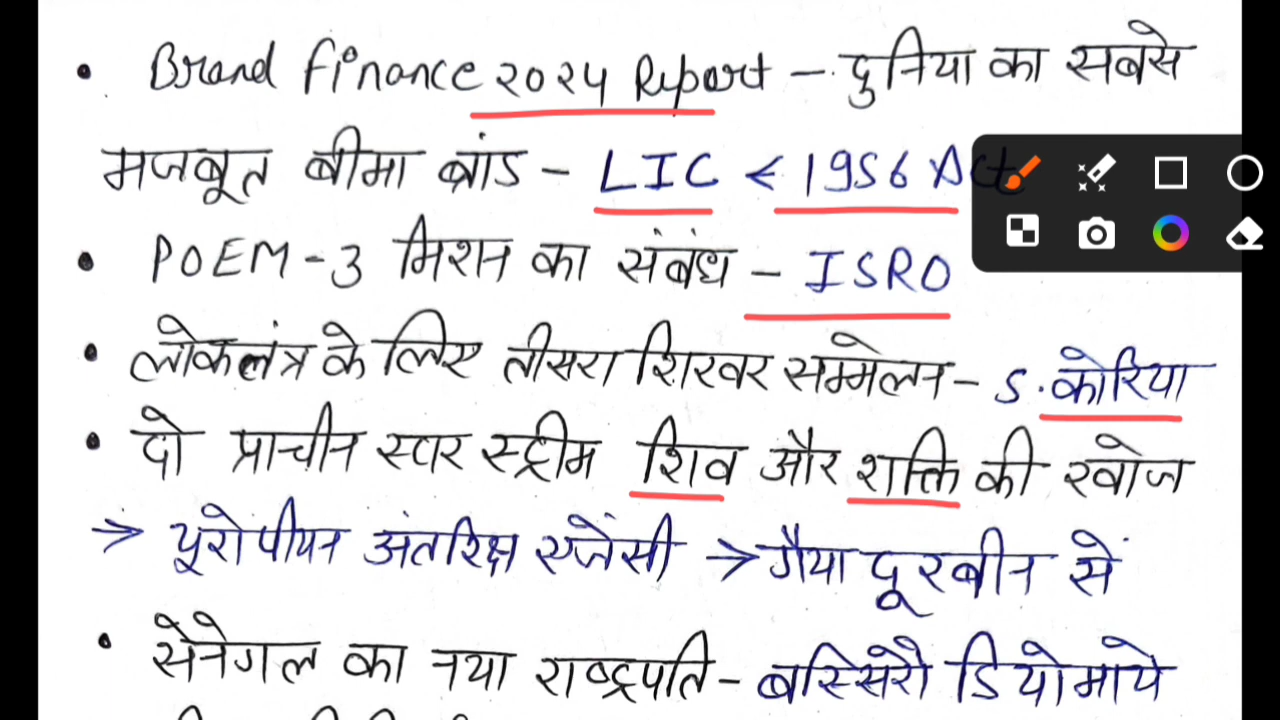 • Brand Finance 2024 Report – दुनिया का सबसे
मजबूत बीमा ब्रांड – LIC ← 1956 Act
• POEM-3 मिशन का संबंध – ISRO
• लोकतंत्र के लिए तीसरा शिखर सम्मेलन – S. कोरिया
• दो प्राचीन स्टार स्ट्रीम शिव और शक्ति की खोज
→ यूरोपीयन अंतरिक्ष एजेंसी → गैया दूरबीन से
• सेनेगल का नया राष्ट्रपति – बस्सिरो डियोमाये